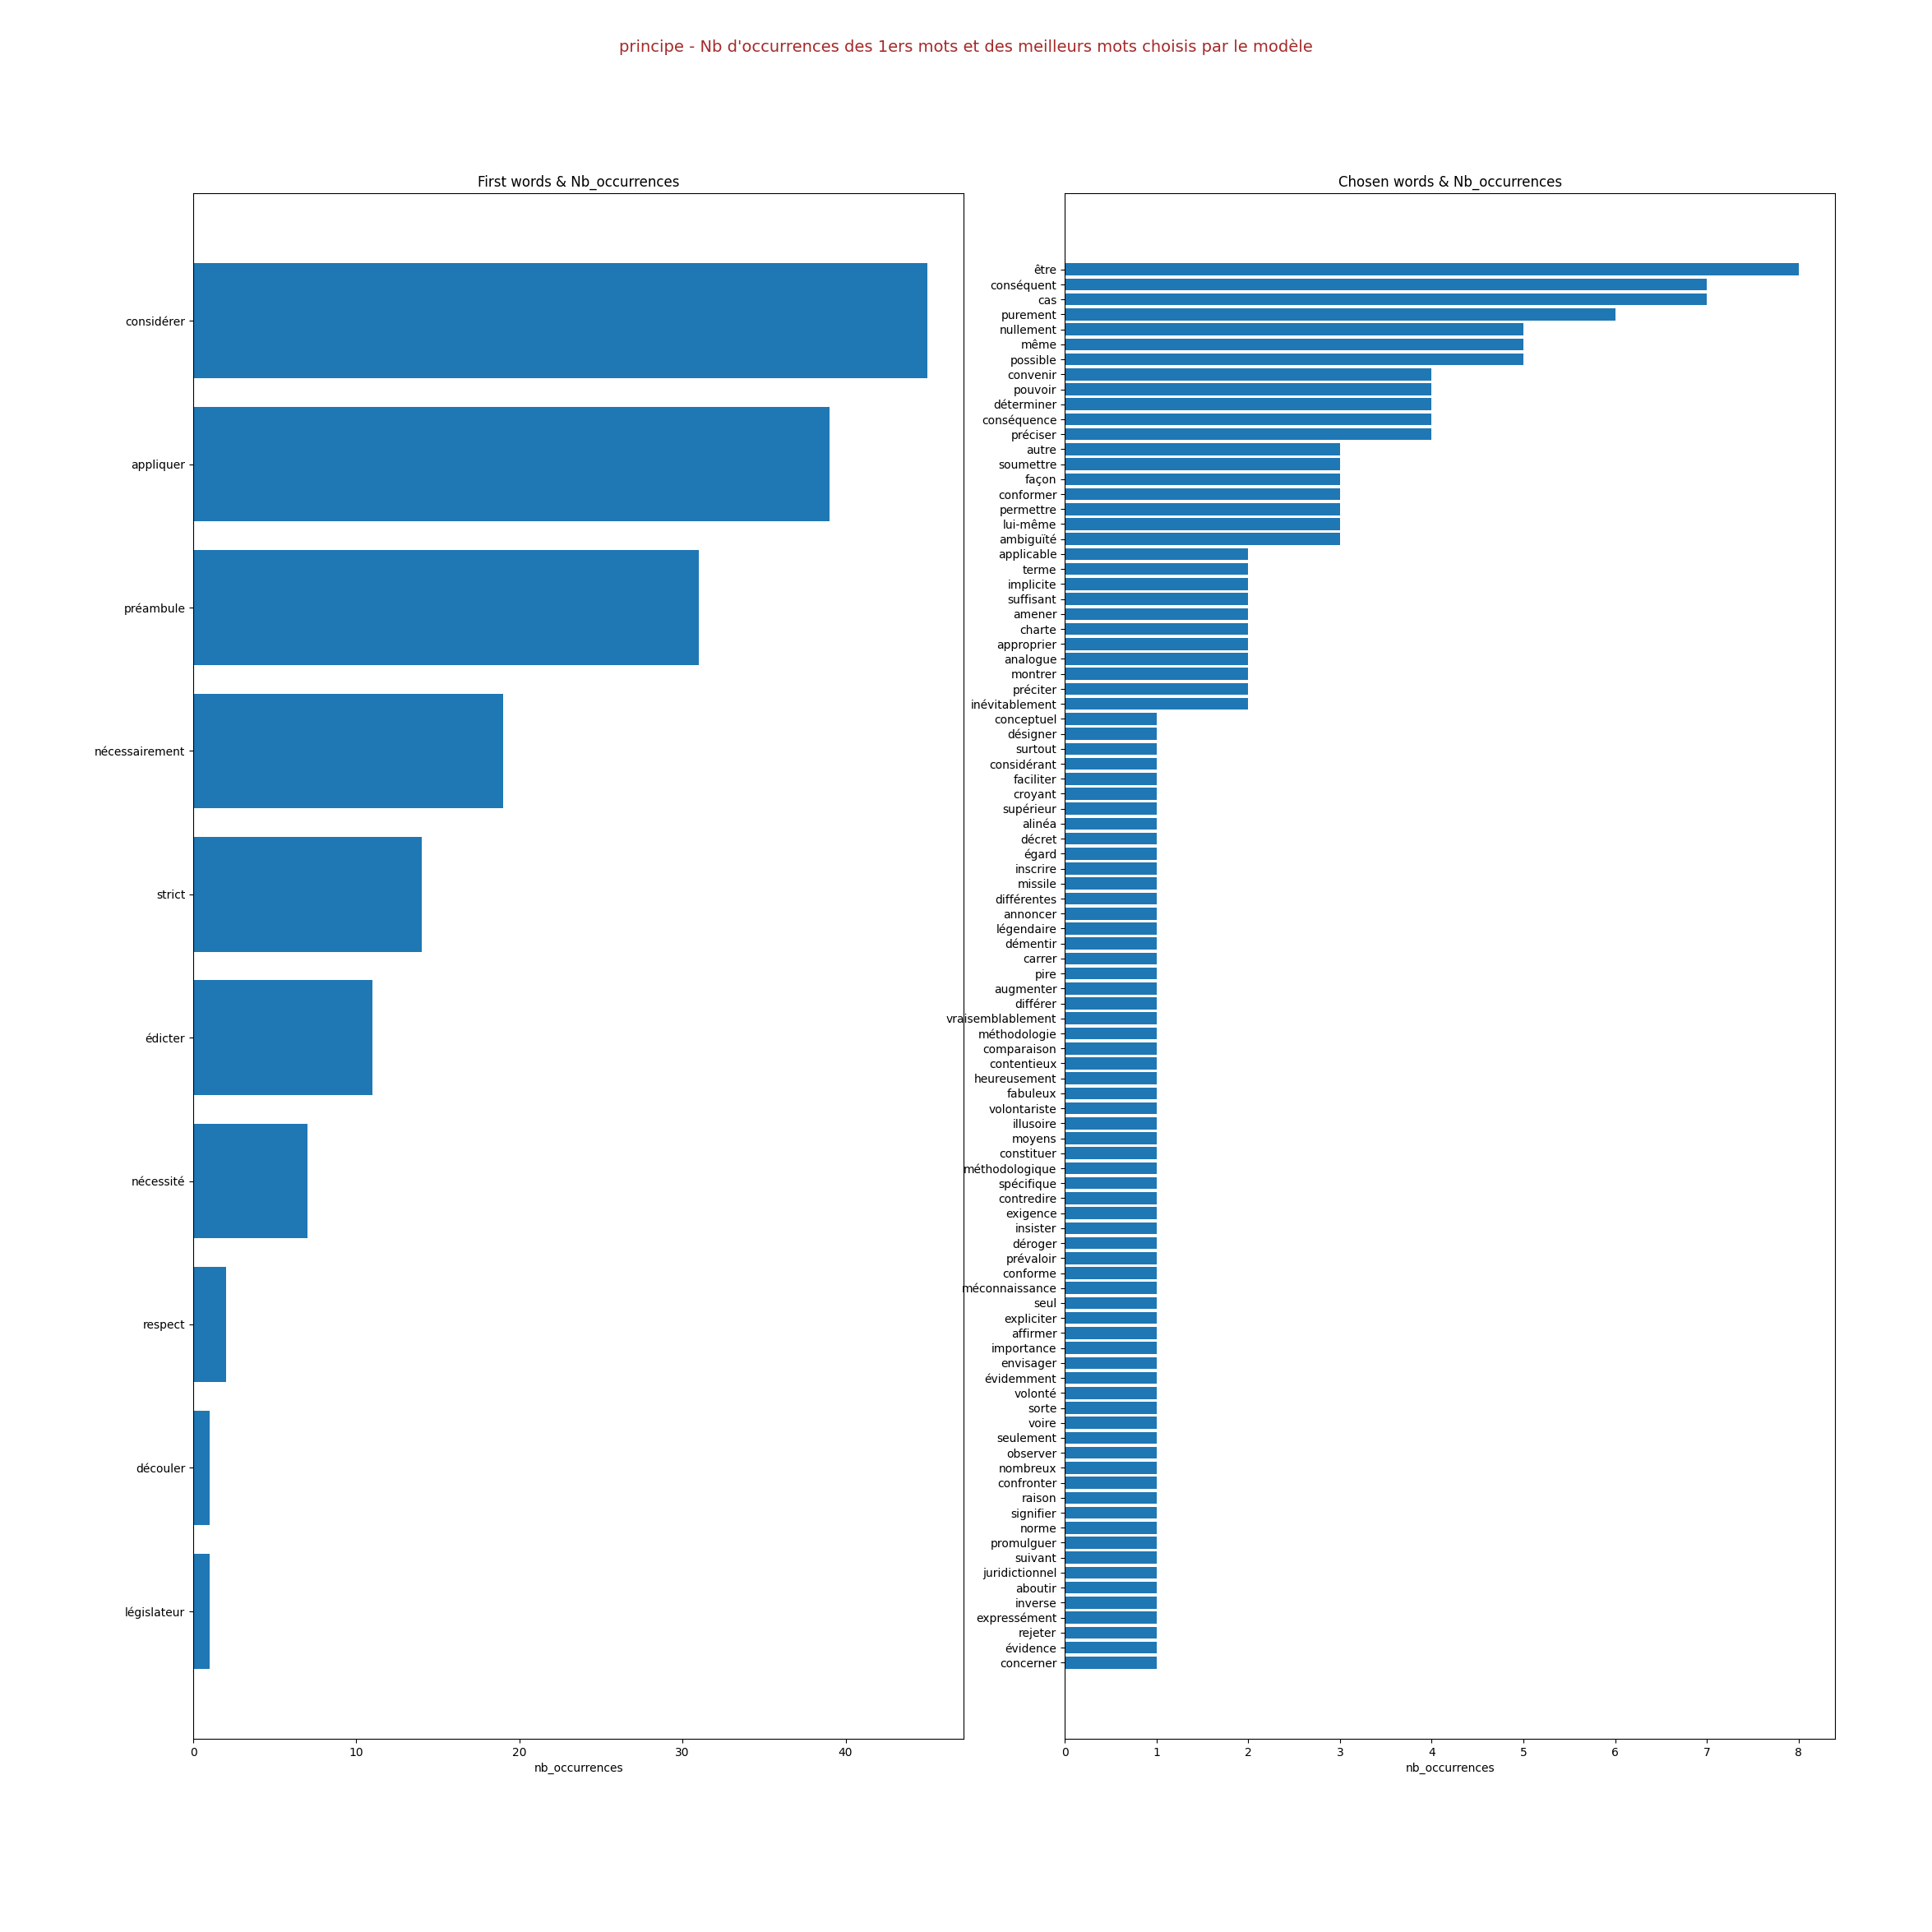 principe - Nb d'occurrences des 1ers mots et des meilleurs mots choisis par le modèle
First words & Nb_occurrences
considérer
appliquer
préambule
nécessairement
strict
édicter
nécessité
respect
découler
législateur
0 10 20 30 40
nb_occurrences
Chosen words & Nb_occurrences
être
conséquent
cas
purement
nullement
même
possible
convenir
pouvoir
déterminer
conséquence
préciser
autre
soumettre
façon
conformer
permettre
lui-même
ambiguïté
applicable
terme
implicite
suffisant
amener
charte
approprier
analogue
montrer
préciter
inévitablement
conceptuel
désigner
surtout
considérant
faciliter
croyant
supérieur
alinéa
décret
égard
inscrire
missile
différentes
annoncer
légendaire
démentir
carrer
pire
augmenter
différer
vraisemblablement
méthodologie
comparaison
contentieux
heureusement
fabuleux
volontariste
illusoire
moyens
constituer
méthodologique
spécifique
contredire
exigence
insister
déroger
prévaloir
conforme
méconnaissance
seul
expliciter
affirmer
importance
envisager
évidemment
volonté
sorte
voire
seulement
observer
nombreux
confronter
raison
signifier
norme
promulguer
suivant
juridictionnel
aboutir
inverse
expressément
rejeter
évidence
concerner
0 1 2 3 4 5 6 7 8
nb_occurrences